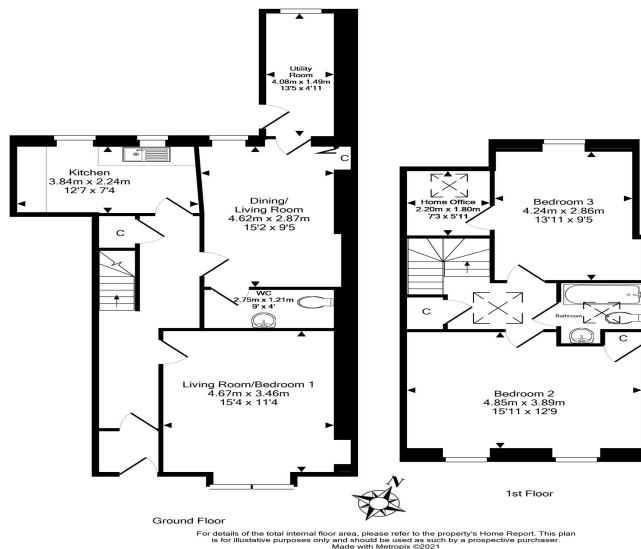 Utility
Room
4.08m x 1.49m
13'5 x 4'11
Kitchen
3.84m x 2.24m
12'7 x 7'4
C
Dining/
Living Room
4.62m x 2.87m
15'2 x 9'5
C
WC
2.75m x 1.21m
9' x 4'
Living Room/Bedroom 1
4.67m x 3.46m
15'4 x 11'4
Ground Floor
Home Office
2.20m x 1.80m
7'3 x 5'11
Bedroom 3
4.24m x 2.86m
13'11 x 9'5
C
Bathroom
C
Bedroom 2
4.85m x 3.89m
15'11 x 12'9
1st Floor
N
For details of the total internal floor area, please refer to the property's Home Report. This plan
is for illustrative purposes only and should be used as such by a prospective purchaser.
Made with Metropix ©2021